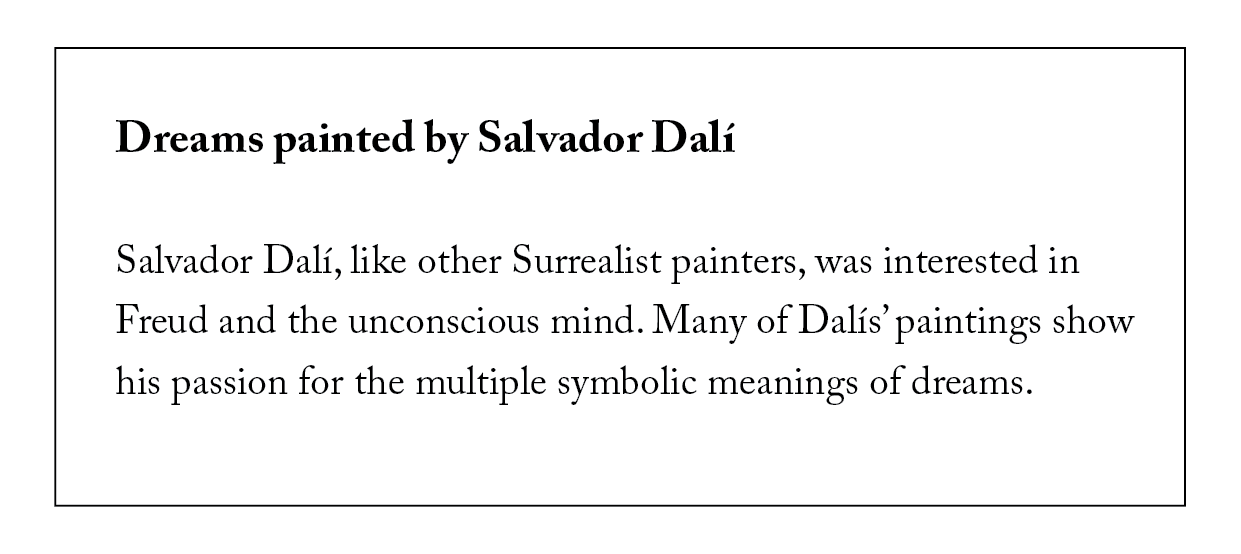 Dreams painted by Salvador Dalí
Salvador Dalí, like other Surrealist painters, was interested in
Freud and the unconscious mind. Many of Dalís’ paintings show
his passion for the multiple symbolic meanings of dreams.